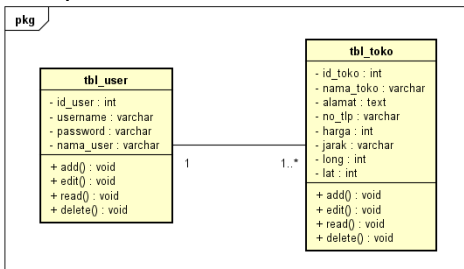 pkg
tbl_user
- id_user : int
- username : varchar
- password : varchar
- nama_user : varchar
+ add() : void
+ edit() : void
+ read() : void
+ delete() : void
1
1..*
tbl_toko
- id_toko : int
- nama_toko : varchar
- alamat : text
- no_tlp : varchar
- harga : int
- jarak : varchar
- long : int
- lat : int
+ add() : void
+ edit() : void
+ read() : void
+ delete() : void